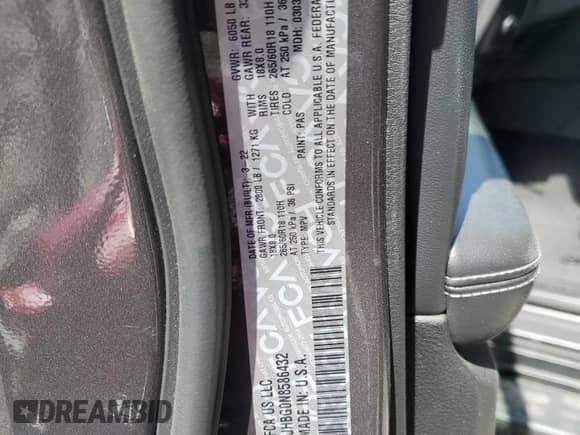 FCA US LLC
DATE OF MFR (BUILT): 3-22
GVWR: 6050 LB
GAWR FRONT: 2800 LB / 1271 KG
WITH
GAWR REAR:
18X8.0
RIMS
18X8.0
265/60R18 110H
TIRES
265/60R18 110H
AT 250 kPa / 36 PSI
COLD
AT 250 kPa / 36
MDH: 0303
THIS VEHICLE CONFORMS TO ALL APPLICABLE U.S.A. FEDERAL
STANDARDS IN EFFECT ON THE DATE OF MANUFACTURE
JHBG0N8586432
TYPE: MPV
PAINT: PAS
MADE IN: U.S.A.
DREAMBID